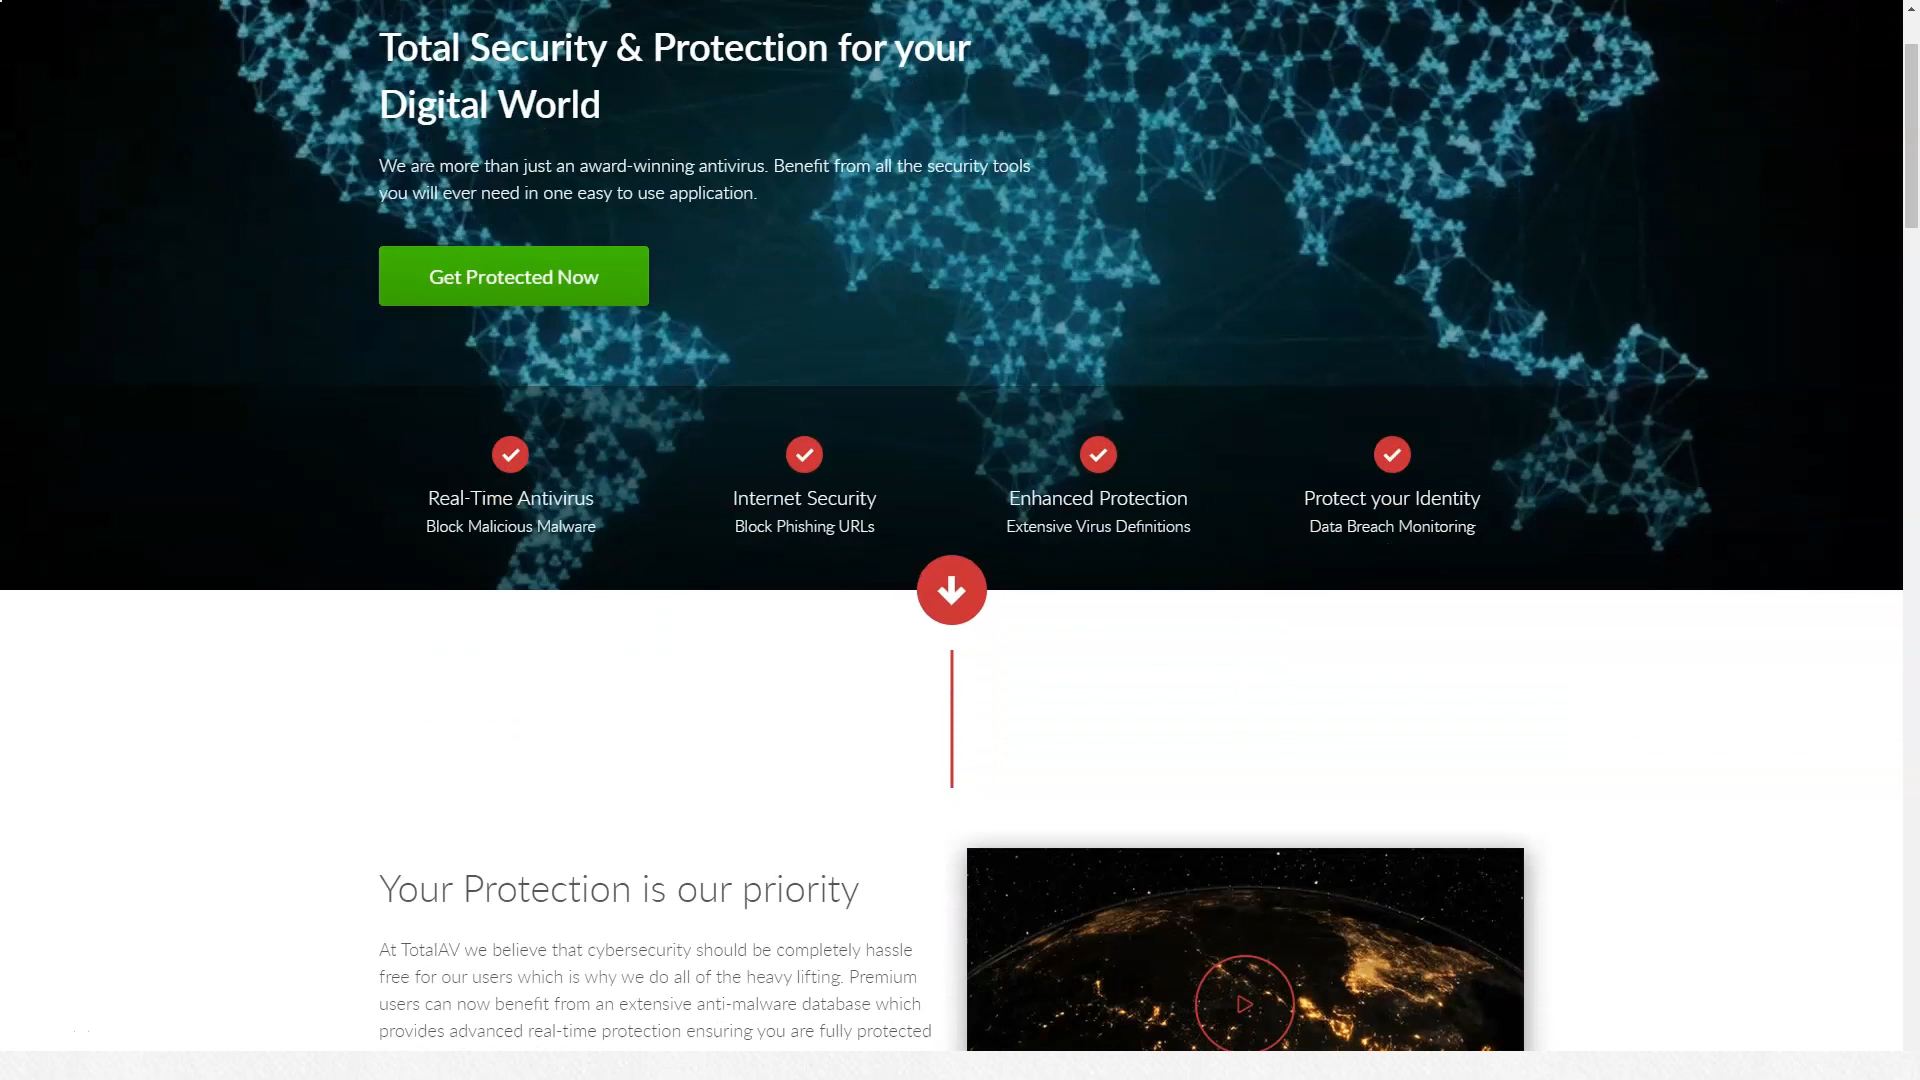 Total Security & Protection for your
Digital World
We are more than just an award-winning antivirus. Benefit from all the security tools
you will ever need in one easy to use application.
Get Protected Now
Real-Time Antivirus
Block Malicious Malware
Internet Security
Block Phishing URLs
Enhanced Protection
Extensive Virus Definitions
Protect your Identity
Data Breach Monitoring
Your Protection is our priority
At TotalAV we believe that cybersecurity should be completely hassle
free for our users which is why we do all of the heavy lifting. Premium
users can now benefit from an extensive anti-malware database which
provides advanced real-time protection ensuring you are fully protected